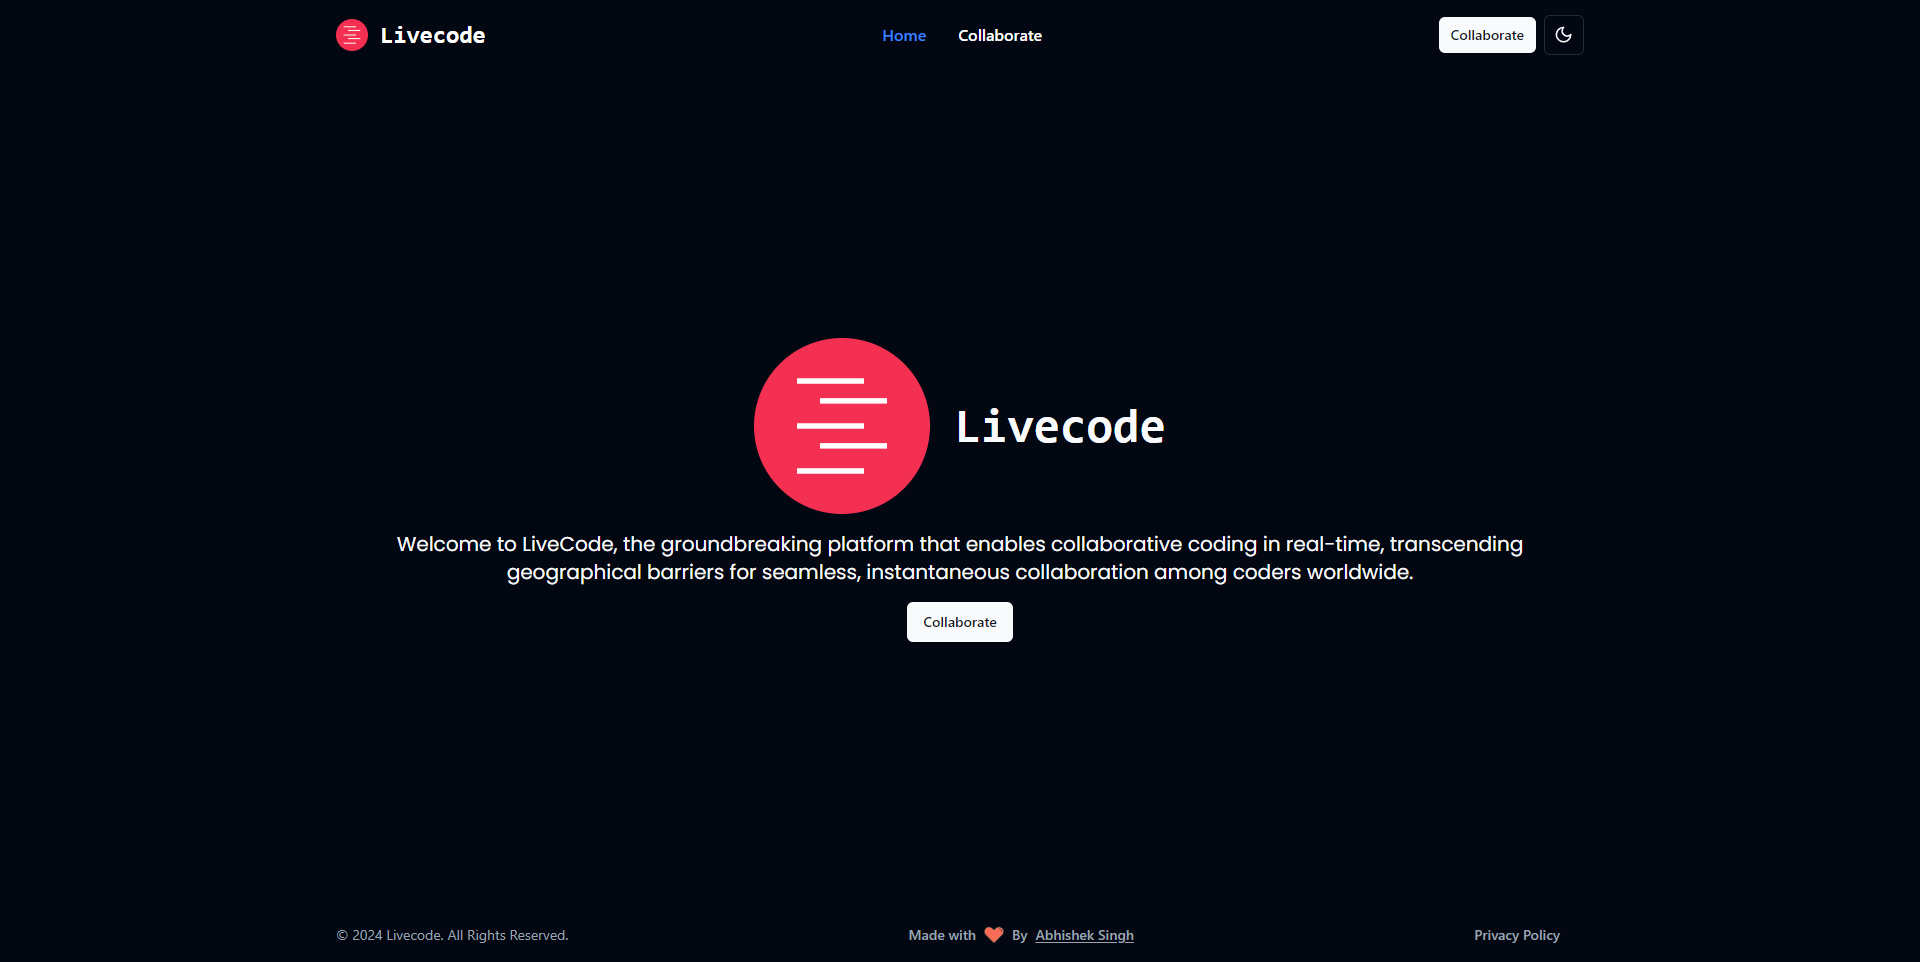 Livecode
Home
Collaborate
Collaborate
Livecode
Welcome to LiveCode, the groundbreaking platform that enables collaborative coding in real-time, transcending
geographical barriers for seamless, instantaneous collaboration among coders worldwide.
Collaborate
© 2024 Livecode. All Rights Reserved.
Made with ❤️ By Abhishek Singh
Privacy Policy